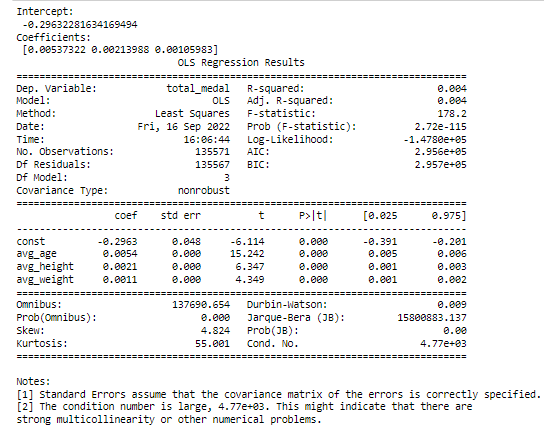 Intercept:
-0.29632281634169494
Coefficients:
[0.00537322 0.00213988 0.00105983]
OLS Regression Results
==============================================================================
Dep. Variable: total_medal R-squared: 0.004
Model: OLS Adj. R-squared: 0.004
Method: Least Squares F-statistic: 178.2
Date: Fri, 16 Sep 2022 Prob (F-statistic): 2.72e-115
Time: 16:06:44 Log-Likelihood: -1.4780e+05
No. Observations: 135571 AIC: 2.956e+05
Df Residuals: 135567 BIC: 2.957e+05
Df Model: 3
Covariance Type: nonrobust
==============================================================================
coef std err t P>|t| [0.025 0.975]
------------------------------------------------------------------------------
const -0.2963 0.048 -6.114 0.000 -0.391 -0.201
avg_age 0.0054 0.000 15.242 0.000 0.005 0.006
avg_height 0.0021 0.000 6.347 0.000 0.001 0.003
avg_weight 0.0011 0.000 4.349 0.000 0.001 0.002
==============================================================================
Omnibus: 137690.654 Durbin-Watson: 0.009
Prob(Omnibus): 0.000 Jarque-Bera (JB): 15800883.137
Skew: 4.824 Prob(JB): 0.00
Kurtosis: 55.001 Cond. No. 4.77e+03
==============================================================================
Notes:
[1] Standard Errors assume that the covariance matrix of the errors is correctly specified.
[2] The condition number is large, 4.77e+03. This might indicate that there are
strong multicollinearity or other numerical problems.